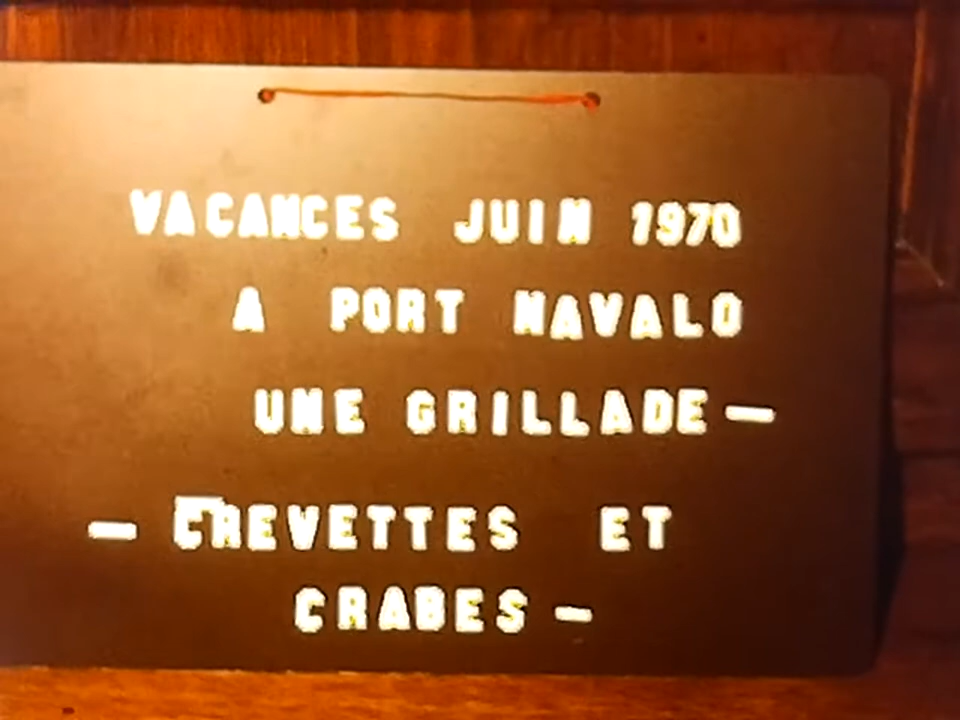 VACANCES JUIN 1970
A PORT NAVALO
UNE GRILLADE —
— CREVETTES ET
CRABES —